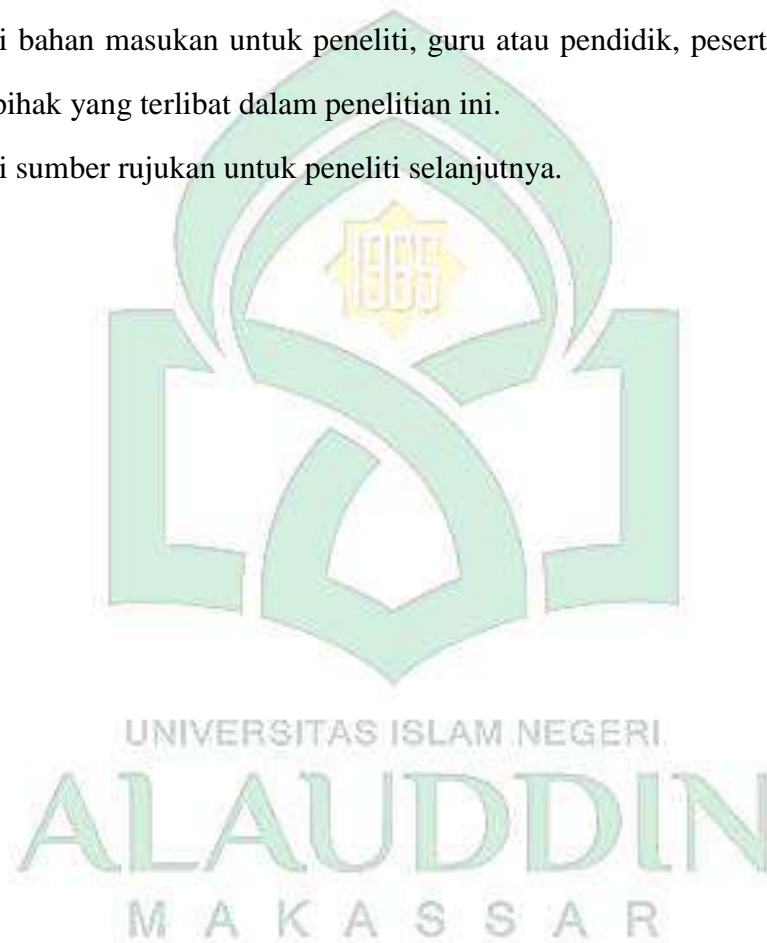 i bahan masukan untuk peneliti, guru atau pendidik, pesert
pihak yang terlibat dalam penelitian ini.
i sumber rujukan untuk peneliti selanjutnya.
1965
UNIVERSITAS ISLAM NEGERI
ALAUDDIN
MAKASSAR